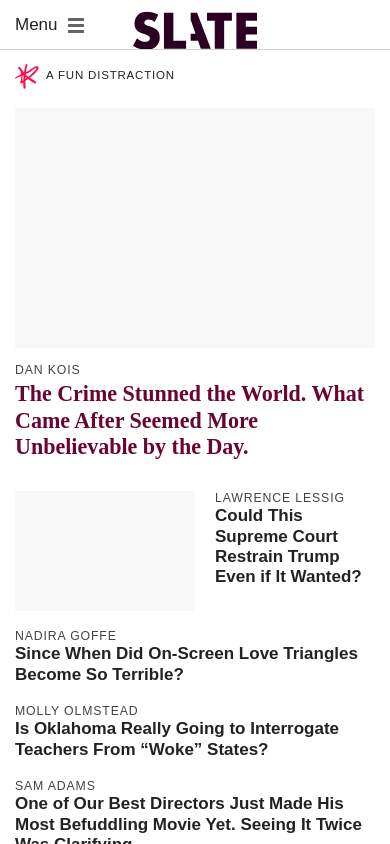 Menu
SLATE
A FUN DISTRACTION
DAN KOIS
The Crime Stunned the World. What
Came After Seemed More
Unbelievable by the Day.
LAWRENCE LESSIG
Could This
Supreme Court
Restrain Trump
Even if It Wanted?
NADIRA GOFFE
Since When Did On-Screen Love Triangles
Become So Terrible?
MOLLY OLMSTEAD
Is Oklahoma Really Going to Interrogate
Teachers From “Woke” States?
SAM ADAMS
One of Our Best Directors Just Made His
Most Befuddling Movie Yet. Seeing It Twice
Was Clarifying